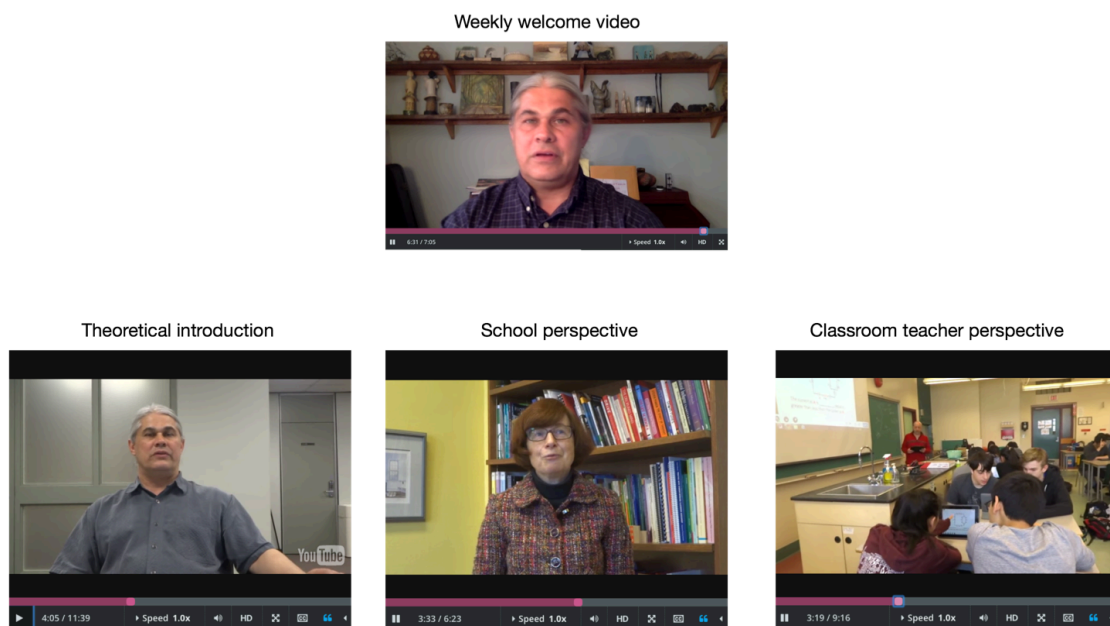 Weekly welcome video
6:31 / 7:05
Speed 1.0x
HD
Theoretical introduction
School perspective
Classroom teacher perspective
YouTube
4:05 / 11:39
Speed 1.0x
HD
3:33 / 6:23
Speed 1.0x
HD
3:19 / 9:16
Speed 1.0x
HD